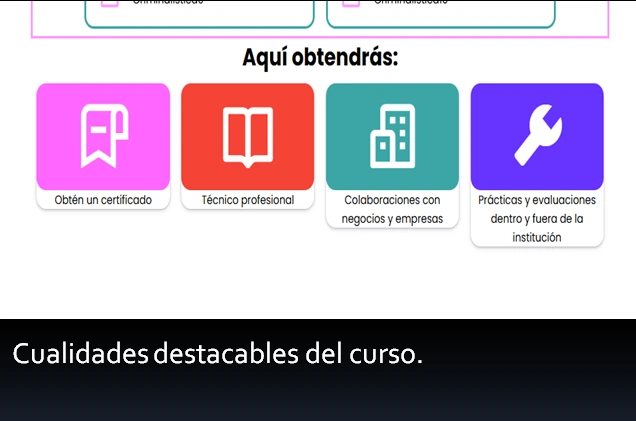 Aquí obtendrás:
Obtén un certificado
Técnico profesional
Colaboraciones con
negocios y empresas
Prácticas y evaluaciones
dentro y fuera de la
institución
Cualidades destacables del curso.